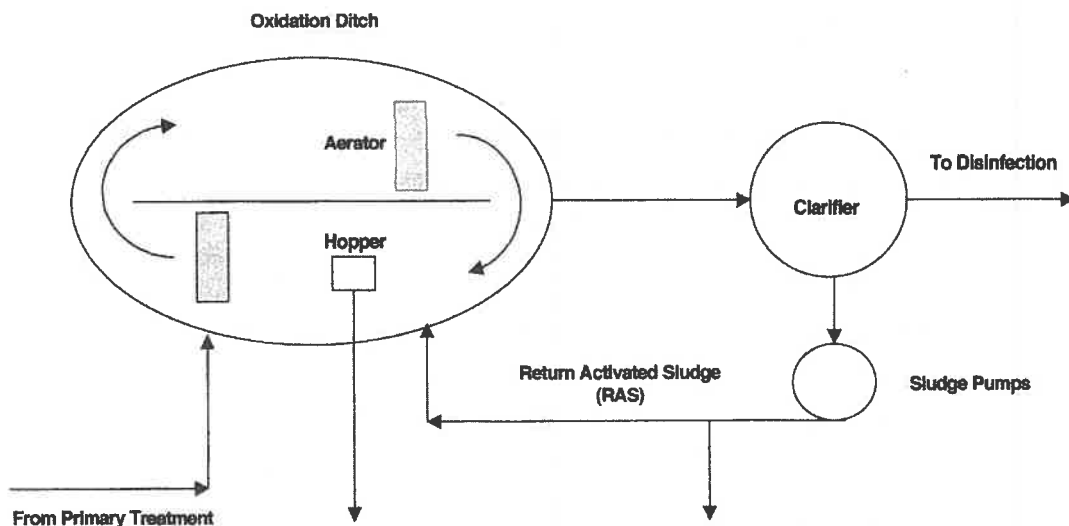 Oxidation Ditch
Aerator
To Disinfection
Clarifier
Hopper
Return Activated Sludge
(RAS)
Sludge Pumps
From Primary Treatment